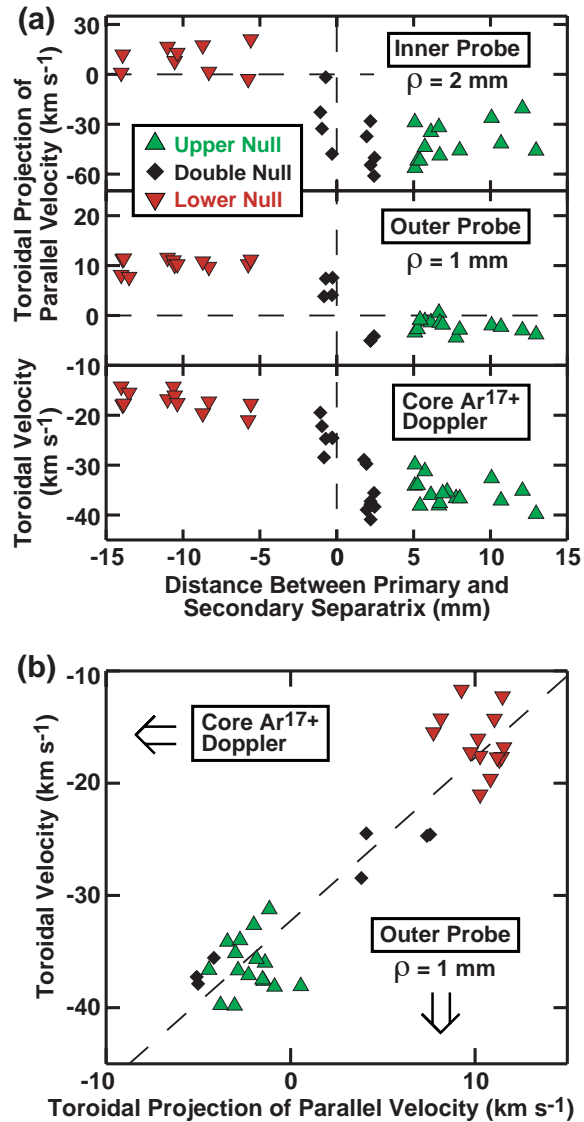 (a)
Toroidal Projection of
Parallel Velocity (km s-1)
30
0
-30
-60
Inner Probe
ρ = 2 mm
Upper Null
Double Null
Lower Null
20
10
0
-10
Outer Probe
ρ = 1 mm
Toroidal Velocity
(km s-1)
-20
-30
-40
Core Ar17+
Doppler
-15
-10
-5
0
5
10
15
Distance Between Primary and
Secondary Separatrix (mm)
(b)
Toroidal Velocity (km s-1)
-10
-20
-30
-40
Core Ar17+
Doppler
Outer Probe
ρ = 1 mm
-10
0
10
Toroidal Projection of Parallel Velocity (km s-1)